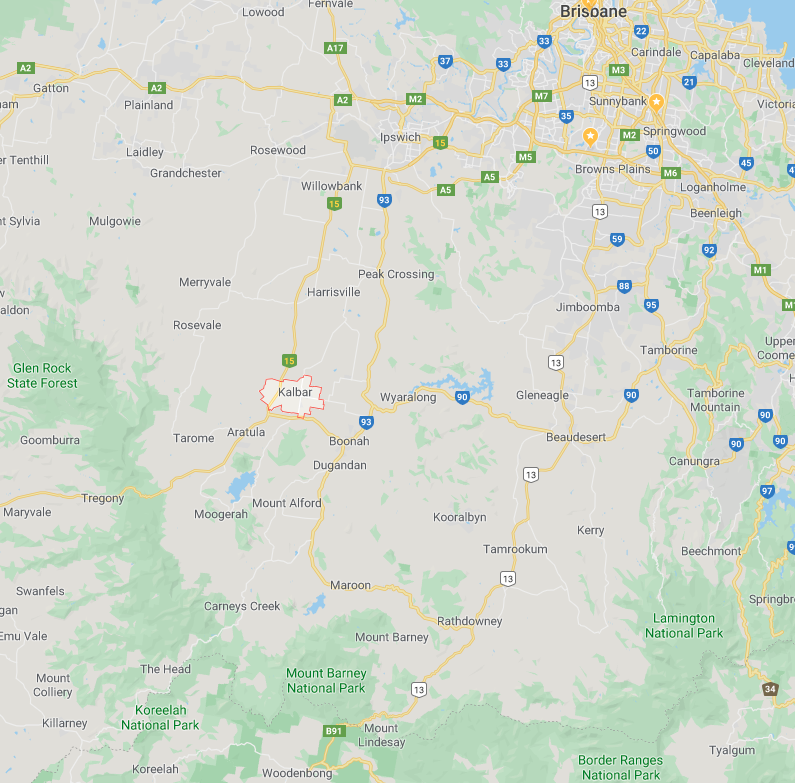 Fernvale
Lowood
Brisbane
22
A17
33
Carindale
Capalaba
37
33
Cleveland
A2
M3
Gatton
A2
13
21
M7
A2
M2
Sunnybank
Plainland
Victoria
35
Springwood
Ipswich
15
M2
Laidley
Rosewood
50
er Tenthill
M5
45
Grandchester
Browns Plains
M6
A5
Willowbank
A5
Loganholme
93
15
13
Beenleigh
nt Sylvia
Mulgowie
59
92
Peak Crossing
M1
Merryvale
88
Harrisville
95
Jimboomba
aldon
Rosevale
Upper
Coome
Tamborine
15
13
Glen Rock
State Forest
Kalbar
Wyaralong
90
Gleneagle
90
Tamborine
Mountain
90
93
Aratula
Tarome
Goomburra
Boonah
Beaudesert
90
90
Dugandan
Canungra
13
97
Tregony
Mount Alford
Maryvale
Moogerah
Kooralbyn
Kerry
Tamrookum
Beechmont
13
Maroon
Swanfels
Springbr
Carneys Creek
gan
Rathdowney
Lamington
National Park
Emu Vale
Mount Barney
The Head
Mount
Colliery
Mount Barney
National Park
13
34
Koreelah
National Park
Killarney
B91
Mount
Lindesay
Tyalgum
Koreelah
Woodenbong
Border Ranges
National Park